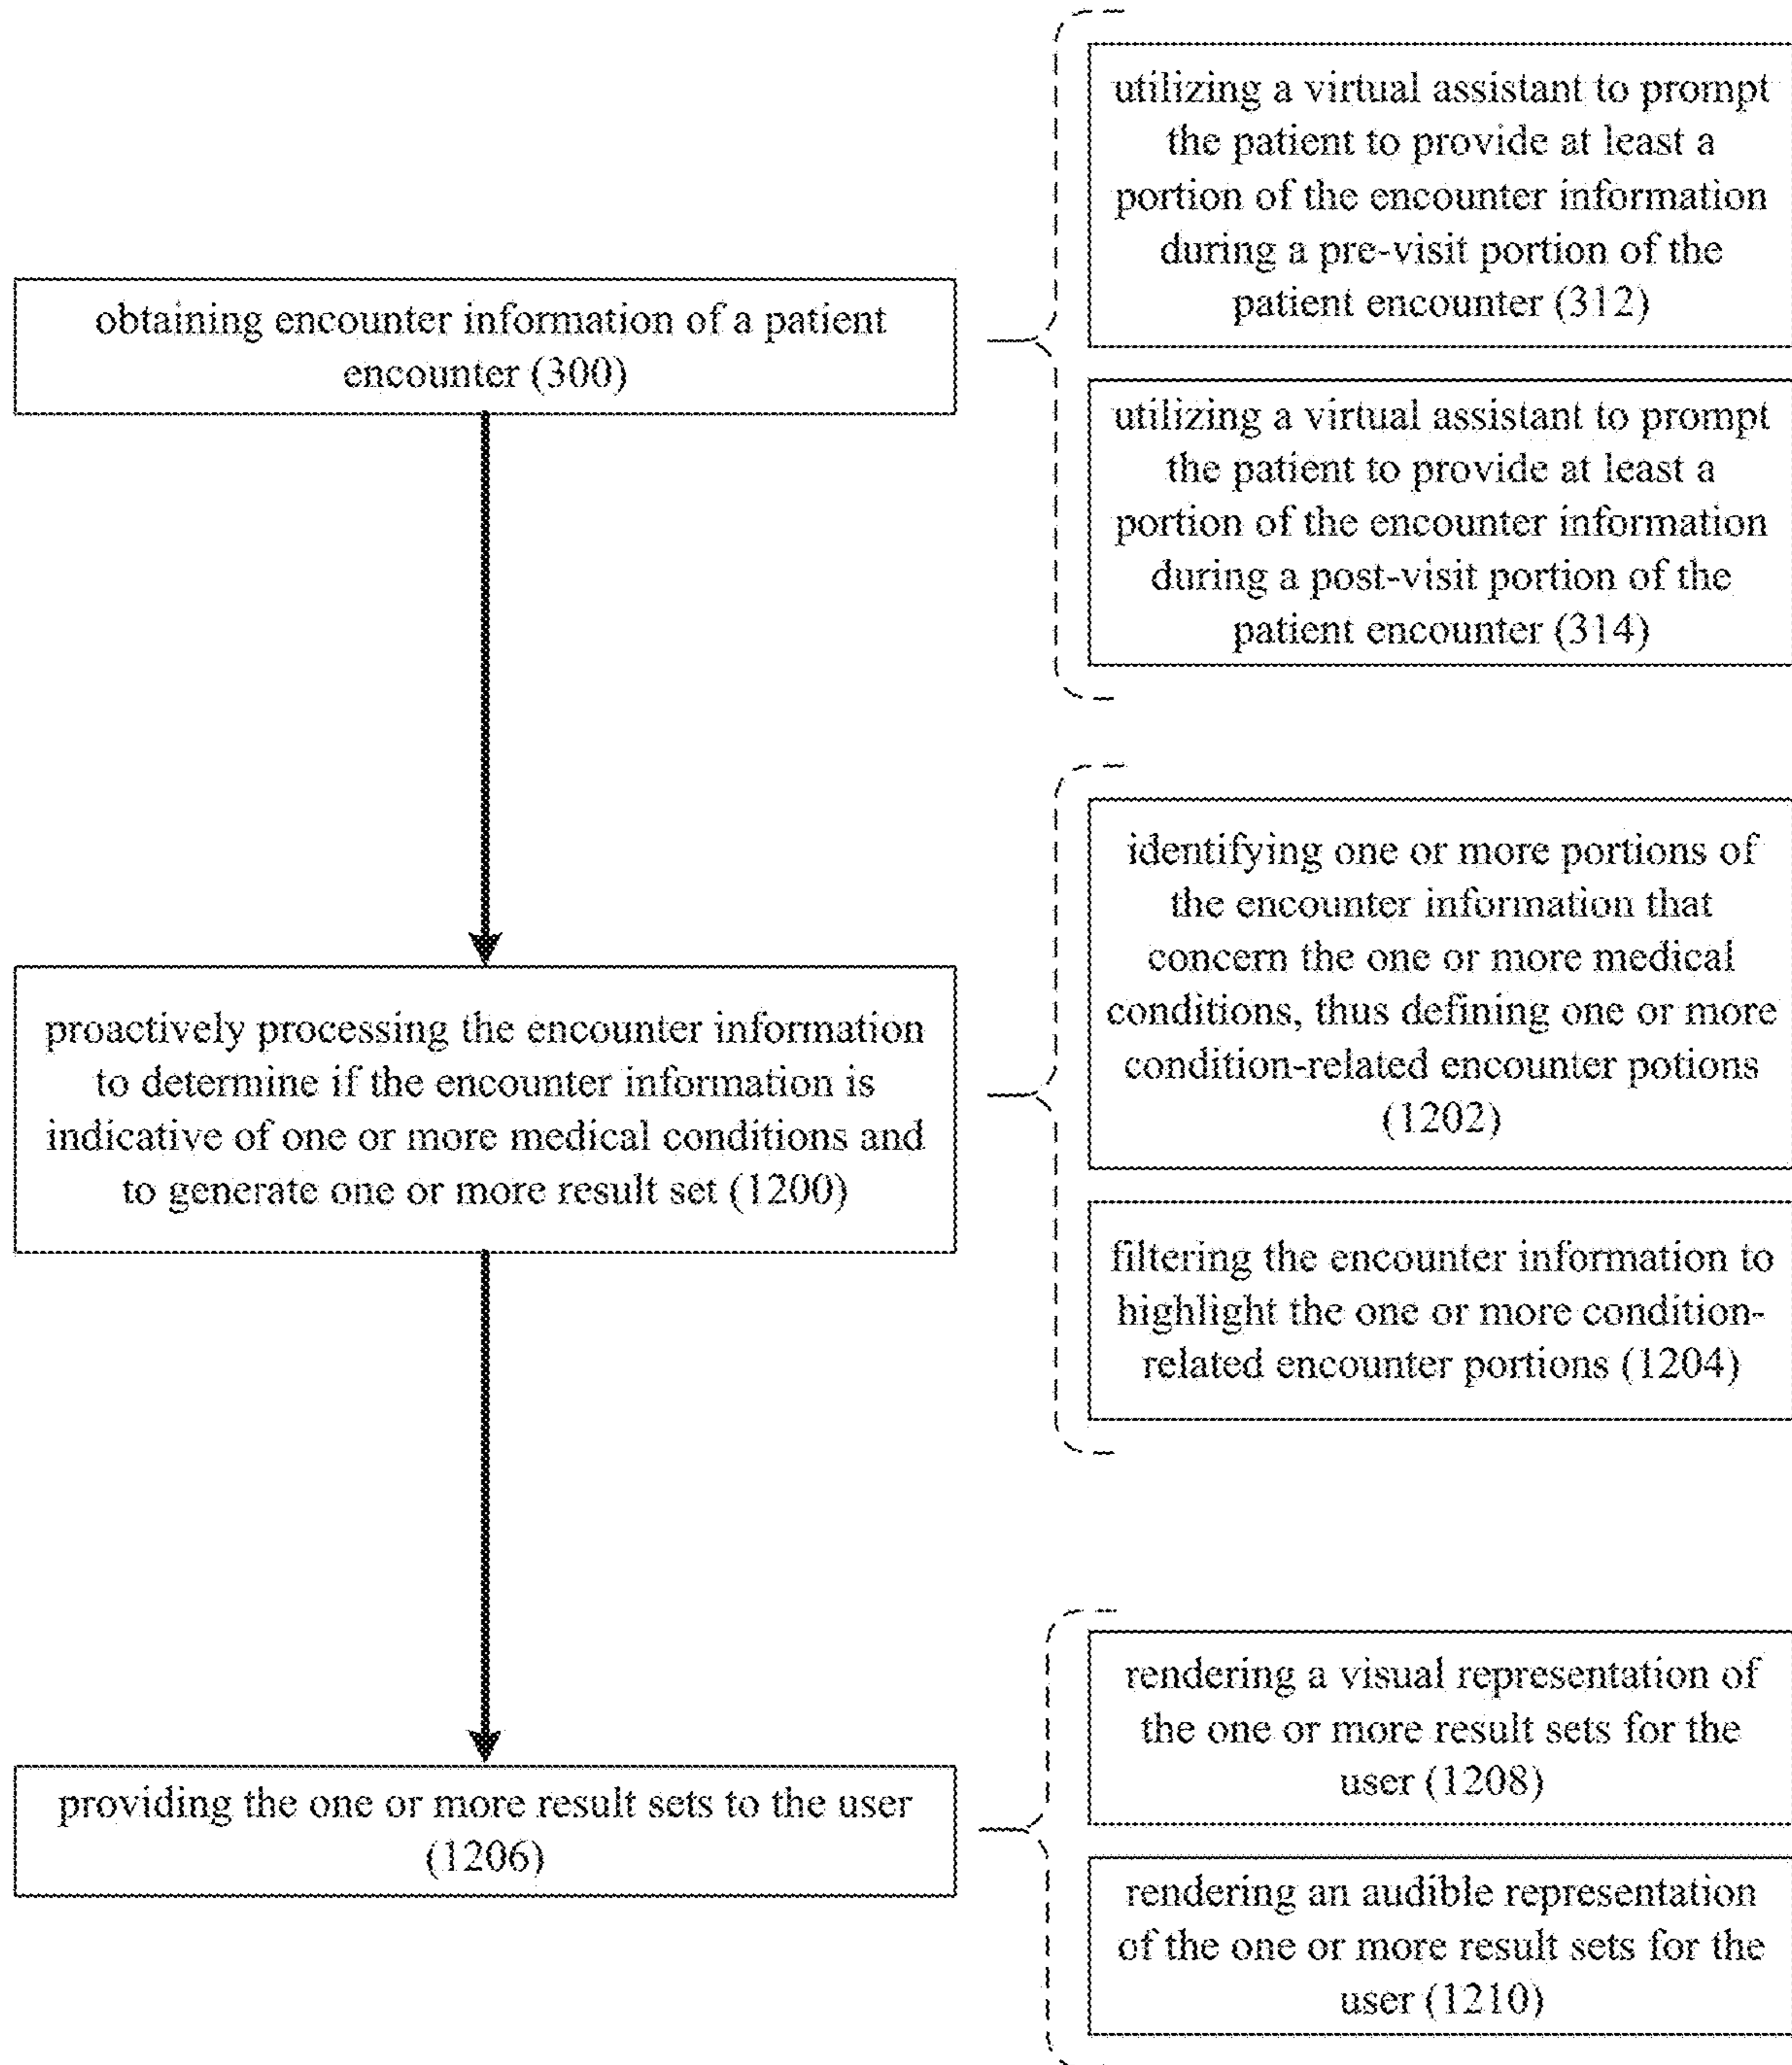 obtaining encounter information of a patient
encounter (300)
utilizing a virtual assistant to prompt
the patient to provide at least a
portion of the encounter information
during a pre-visit portion of the
patient encounter (312)
utilizing a virtual assistant to prompt
the patient to provide at least a
portion of the encounter information
during a post-visit portion of the
patient encounter (314)
proactively processing the encounter information
to determine if the encounter information is
indicative of one or more medical conditions and
to generate one or more result set (1200)
identifying one or more portions of
the encounter information that
concern the one or more medical
conditions, thus defining one or more
condition-related encounter potions
(1202)
filtering the encounter information to
highlight the one or more condition-
related encounter portions (1204)
providing the one or more result sets to the user
(1206)
rendering a visual representation of
the one or more result sets for the
user (1208)
rendering an audible representation
of the one or more result sets for the
user (1210)